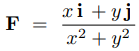 F = (x i + y j) / (x² + y²)